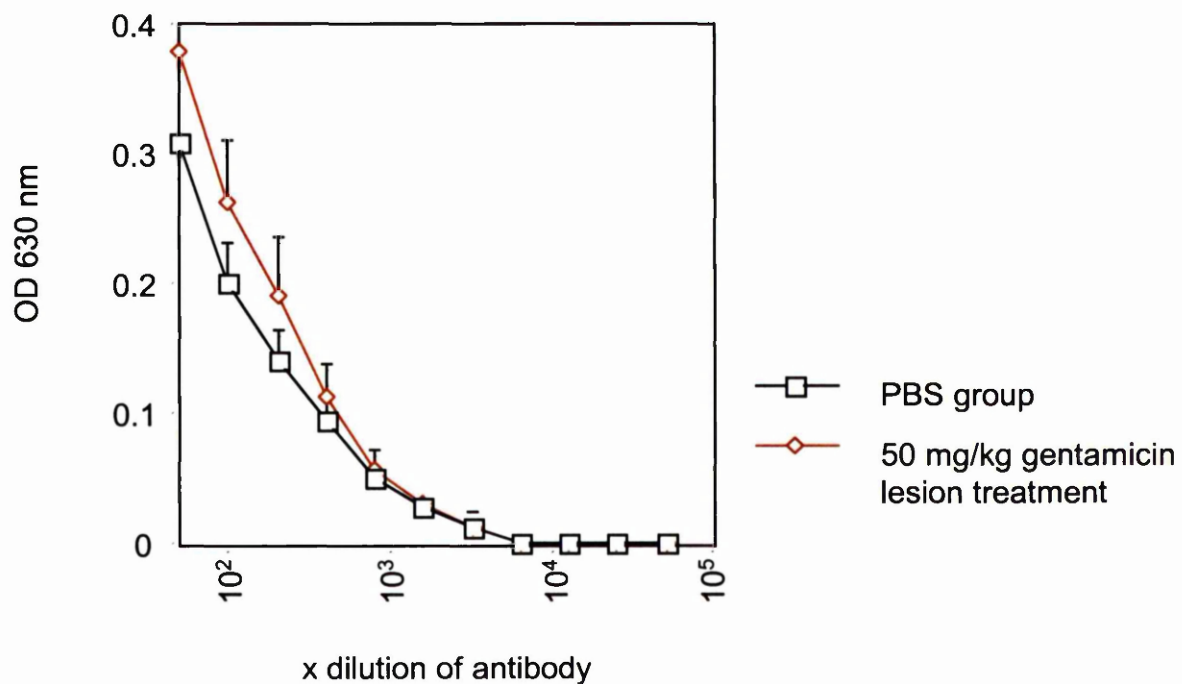 0.4
0.3
0.2
0.1
0
OD 630 nm
10²
10³
10⁴
10⁵
x dilution of antibody
PBS group
50 mg/kg gentamicin
lesion treatment